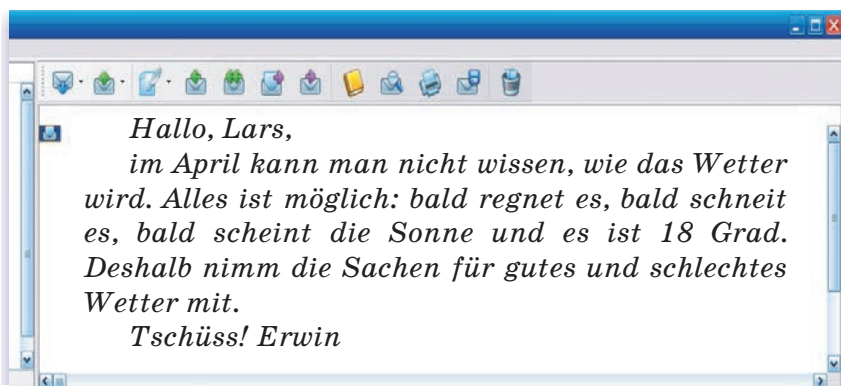 Hallo, Lars,
im April kann man nicht wissen, wie das Wetter
wird. Alles ist möglich: bald regnet es, bald schneit
es, bald scheint die Sonne und es ist 18 Grad.
Deshalb nimm die Sachen für gutes und schlechtes
Wetter mit.
Tschüss! Erwin